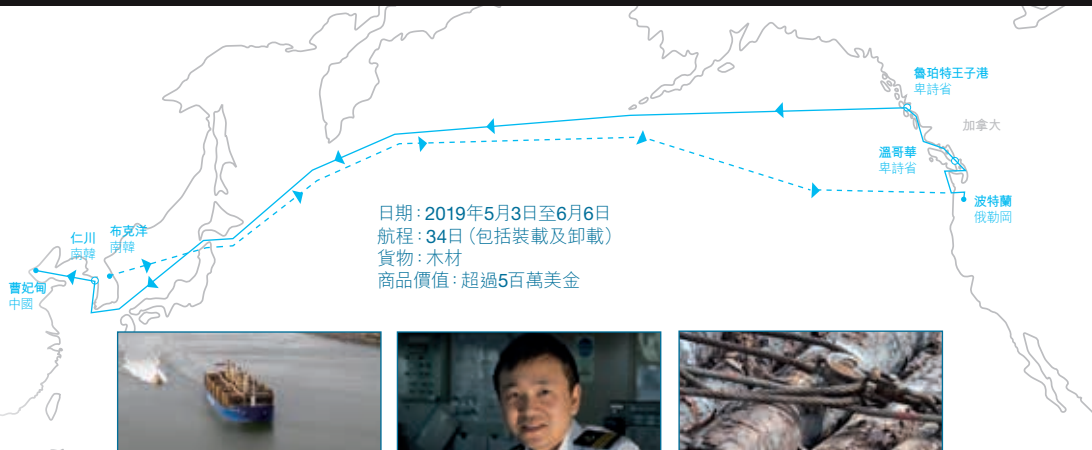 魯珀特王子港
卑詩省
加拿大
溫哥華
卑詩省
波特蘭
俄勒岡
日期：2019年5月3日至6月6日
航程：34日（包括裝載及卸載）
貨物：木材
商品價值：超過5百萬美金
仁川
南韓
布克洋
南韓
曹妃甸
中國